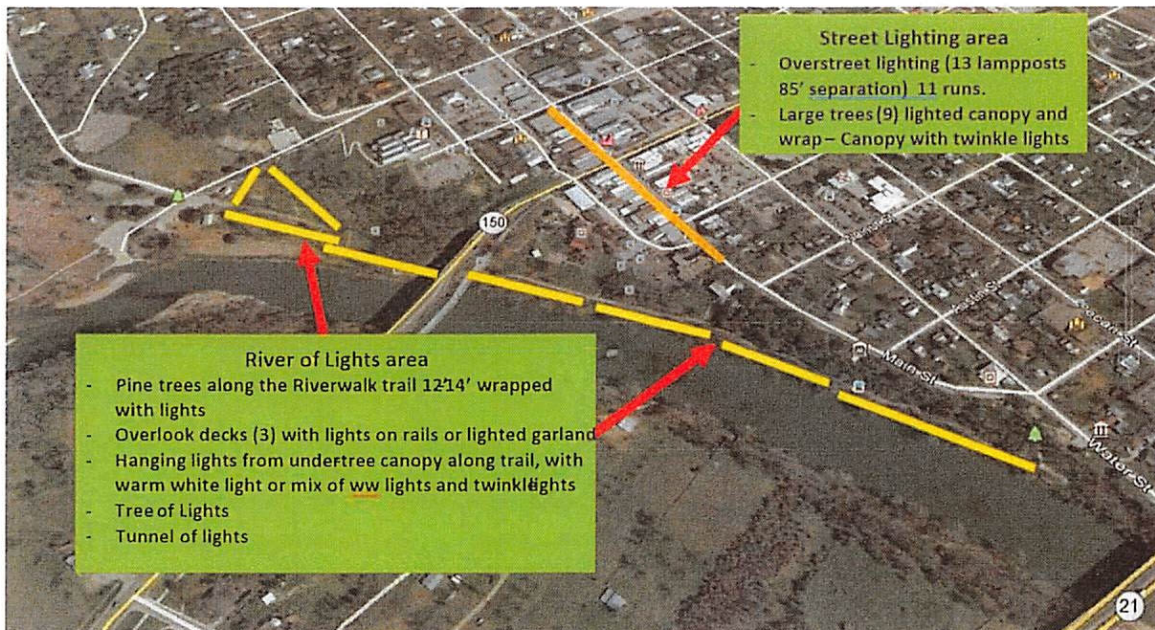 Street Lighting area
- Overstreet lighting (13 lampposts
85' separation) 11 runs.
- Large trees (9) lighted canopy and
wrap – Canopy with twinkle lights
150
River of Lights area
- Pine trees along the Riverwalk trail 12'14' wrapped
with lights
- Overlook decks (3) with lights on rails or lighted garland
- Hanging lights from under-tree canopy along trail, with
warm white light or mix of ww lights and twinklelights
- Tree of Lights
- Tunnel of lights
Main St
Pecan St
Water St
21